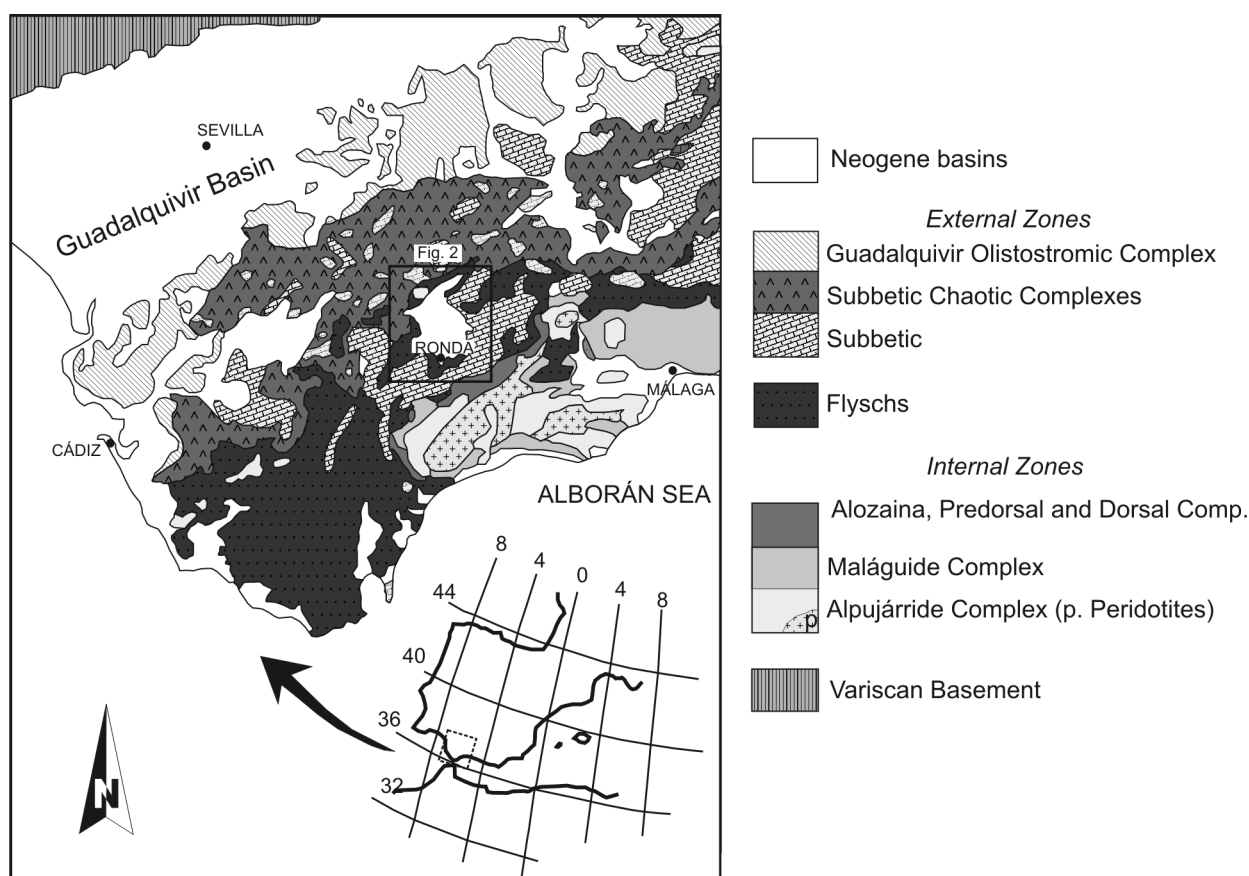 SEVILLA
Guadalquivir Basin
Fig. 2
RONDA
MÁLAGA
CÁDIZ
ALBORÁN SEA
8
4
0
4
8
44
40
36
32
N
Neogene basins
External Zones
Guadalquivir Olistostromic Complex
Subbetic Chaotic Complexes
Subbetic
Flyschs
Internal Zones
Alozaina, Predorsal and Dorsal Comp.
Maláguide Complex
Alpujárride Complex (p. Peridotites)
p
Variscan Basement